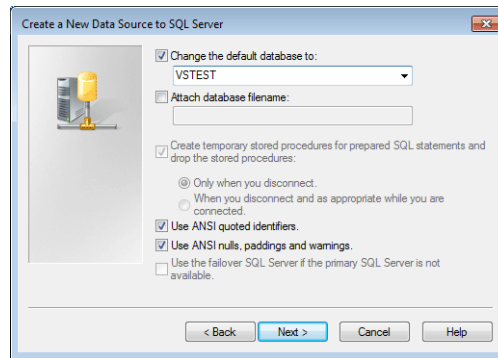 Create a New Data Source to SQL Server
Change the default database to:
VSTEST
Attach database filename:
Create temporary stored procedures for prepared SQL statements and
drop the stored procedures:
Only when you disconnect.
When you disconnect and as appropriate while you are
connected.
Use ANSI quoted identifiers.
Use ANSI nulls, paddings and warnings.
Use the failover SQL Server if the primary SQL Server is not
available.
< Back Next > Cancel Help